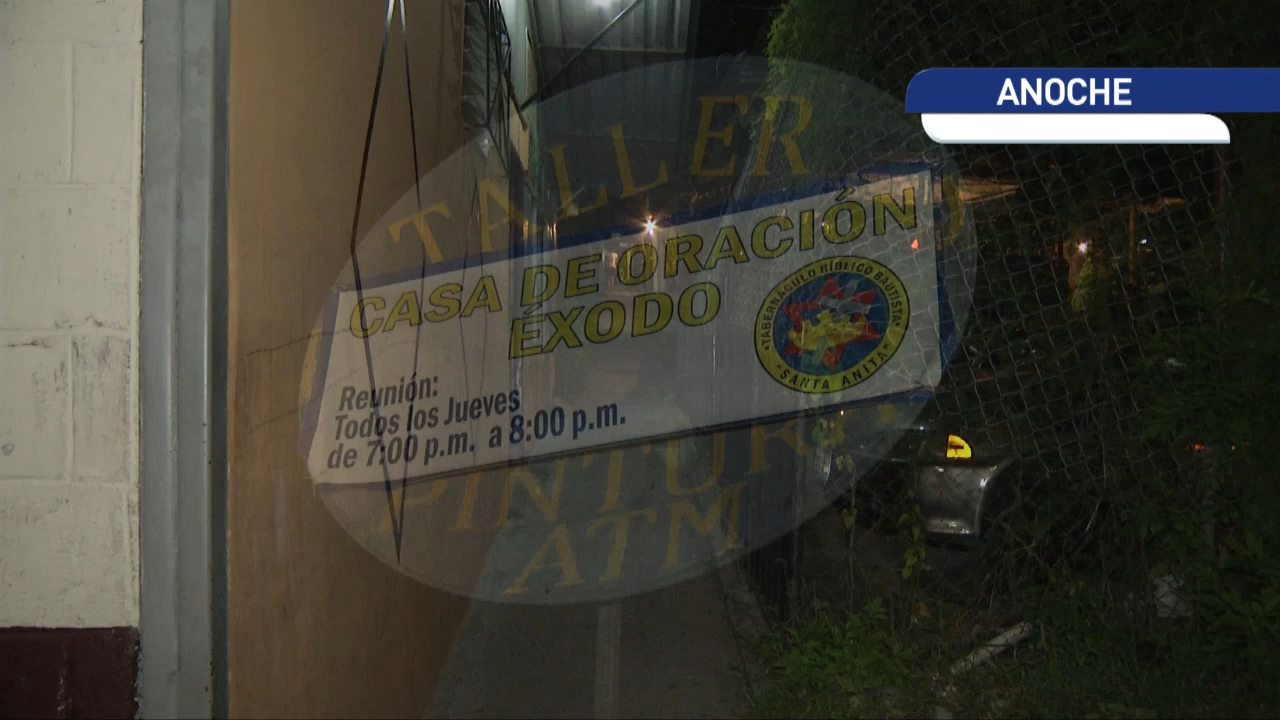 ANOCHE
TALLER
CASA DE ORACIÓN
ÉXODO
TABERNÁCULO BÍBLICO BAUTISTA
SANTA ANITA
Reunión:
Todos los Jueves
de 7:00 p.m. a 8:00 p.m.
PINTURA
ATM